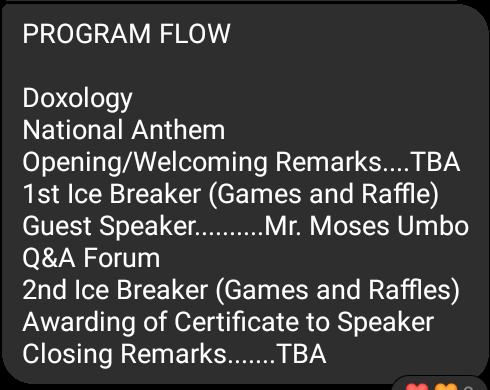 PROGRAM FLOW
Doxology
National Anthem
Opening/Welcoming Remarks....TBA
1st Ice Breaker (Games and Raffle)
Guest Speaker..........Mr. Moses Umbo
Q&A Forum
2nd Ice Breaker (Games and Raffles)
Awarding of Certificate to Speaker
Closing Remarks.......TBA